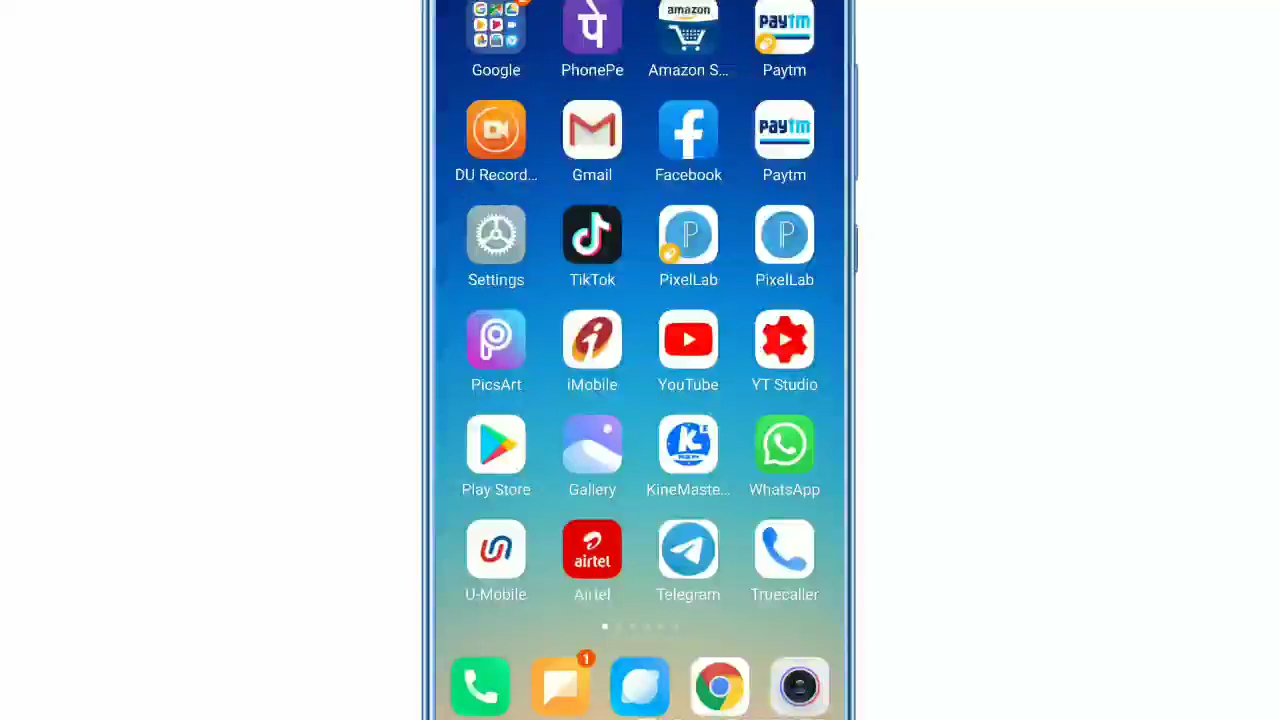 पे
amazon
paytm
Google PhonePe Amazon S... Paytm
paytm
DU Record... Gmail Facebook Paytm
P P
Settings TikTok PixelLab PixelLab
PicsArt iMobile YouTube YT Studio
K
Play Store Gallery KineMaste... WhatsApp
airtel
U-Mobile Airtel Telegram Truecaller
1